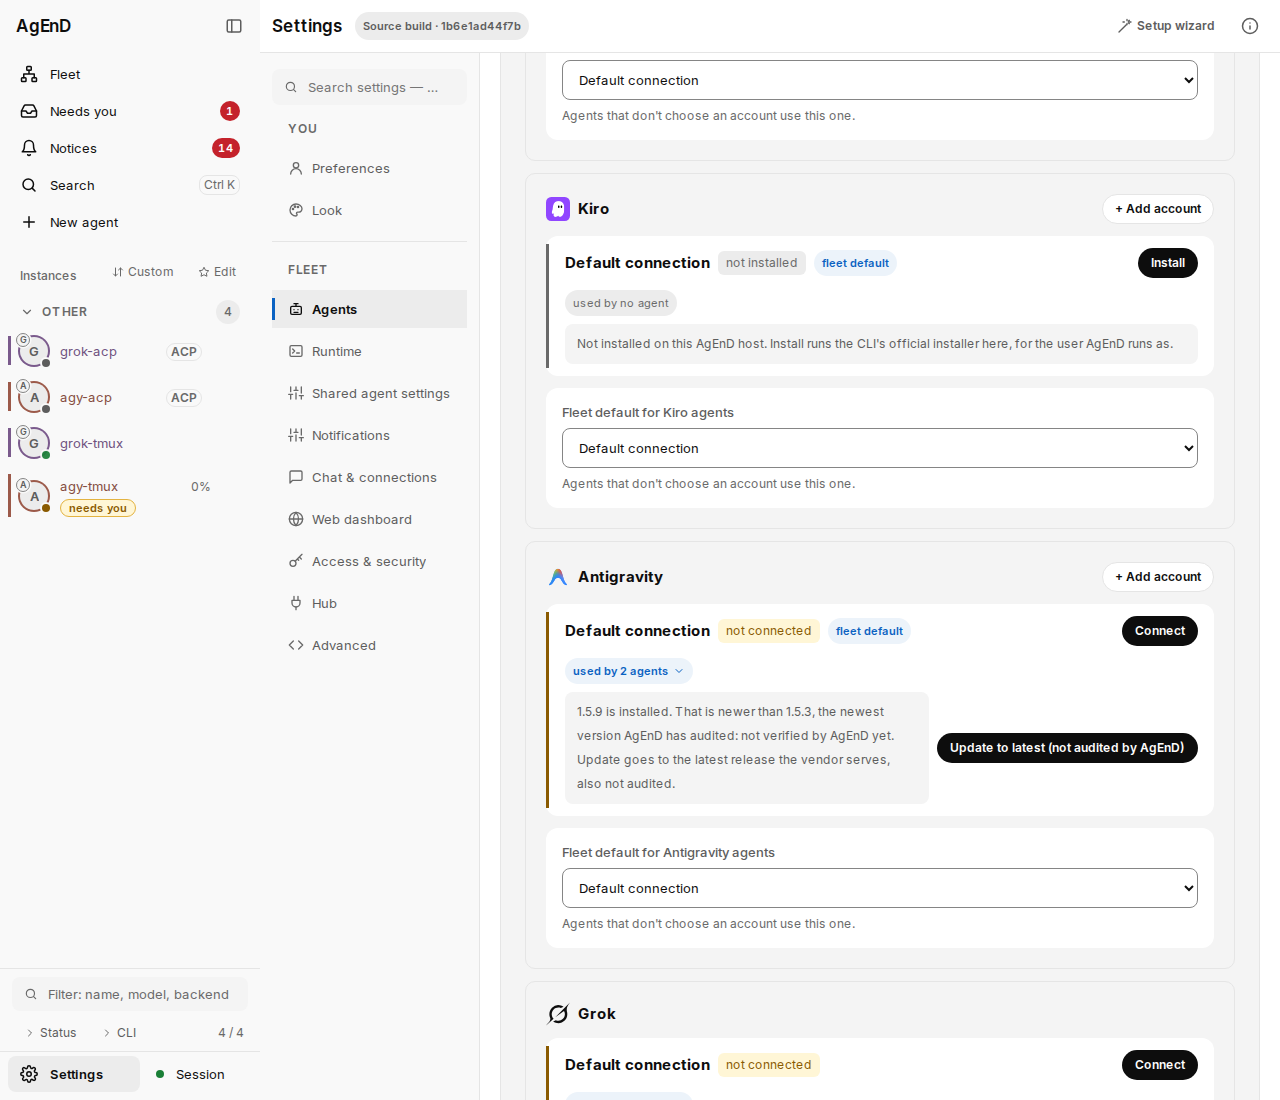 AgEnD
Fleet
Needs you
1
Notices
14
Search
Ctrl K
New agent
Instances
Custom
Edit
OTHER
4
G
G
grok-acp
ACP
A
A
agy-acp
ACP
G
G
grok-tmux
A
A
agy-tmux
0%
needs you
Filter: name, model, backend
Status
CLI
4 / 4
Settings
Session
Settings
Source build · 1b6e1ad44f7b
Setup wizard
Search settings — ...
YOU
Preferences
Look
FLEET
Agents
Runtime
Shared agent settings
Notifications
Chat & connections
Web dashboard
Access & security
Hub
Advanced
Default connection
Agents that don't choose an account use this one.
Kiro
+ Add account
Default connection
not installed
fleet default
Install
used by no agent
Not installed on this AgEnD host. Install runs the CLI's official installer here, for the user AgEnD runs as.
Fleet default for Kiro agents
Default connection
Agents that don't choose an account use this one.
Antigravity
+ Add account
Default connection
not connected
fleet default
Connect
used by 2 agents
1.5.9 is installed. That is newer than 1.5.3, the newest
version AgEnD has audited: not verified by AgEnD yet.
Update goes to the latest release the vendor serves,
also not audited.
Update to latest (not audited by AgEnD)
Fleet default for Antigravity agents
Default connection
Agents that don't choose an account use this one.
Grok
Default connection
not connected
Connect